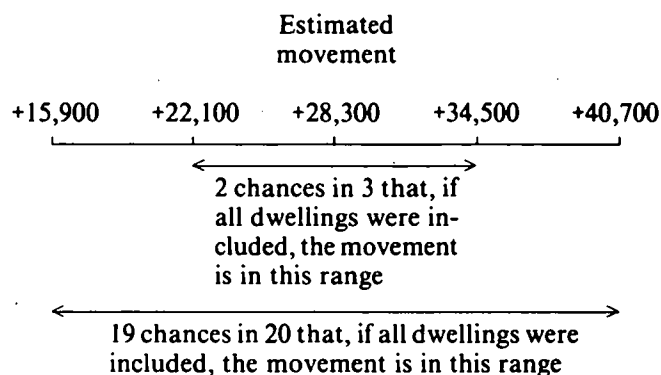 Estimated
movement
+15,900 +22,100 +28,300 +34,500 +40,700
2 chances in 3 that, if
all dwellings were in-
cluded, the movement
is in this range
19 chances in 20 that, if all dwellings were
included, the movement is in this range